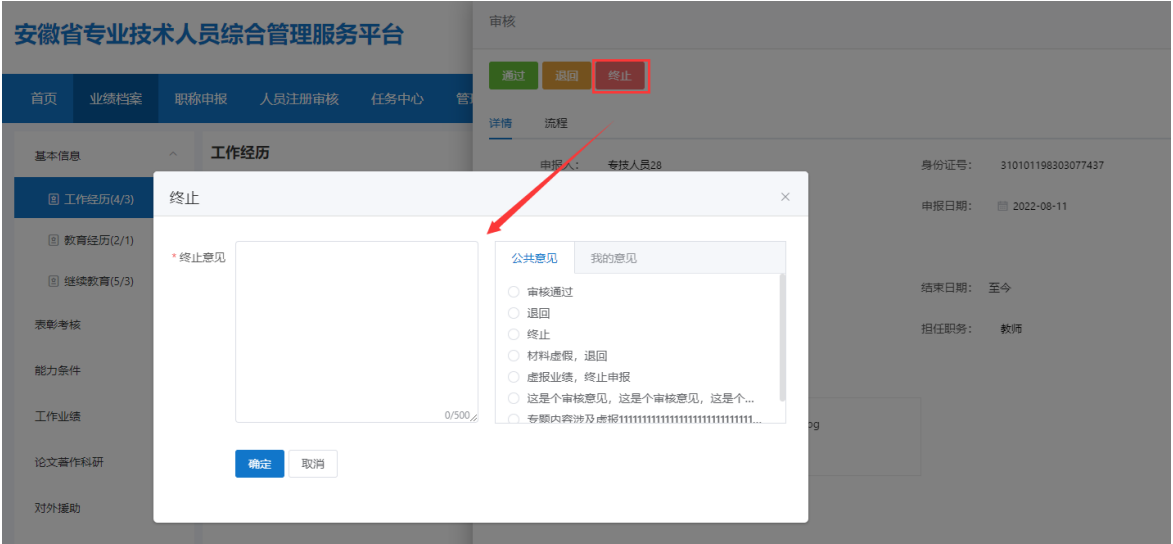 安徽省专业技术人员综合管理服务平台
审核
通过 退回 终止
首页 业绩档案 职称申报 人员注册审核 任务中心
详情 流程
基本信息
工作经历
申报人： 专技人员28 身份证号： 310101198303077437
工作经历(4/3)
终止
申报日期： 2022-08-11
教育经历(2/1)
*终止意见
公共意见 我的意见
继续教育(5/3)
审核通过
结束日期： 至今
退回
表彰考核
终止
担任职务： 教师
材料虚假，退回
能力条件
虚报业绩，终止申报
这是个审核意见，这是个审核意见，这是个...
工作业绩
0/500
论文著作科研
确定 取消
对外援助